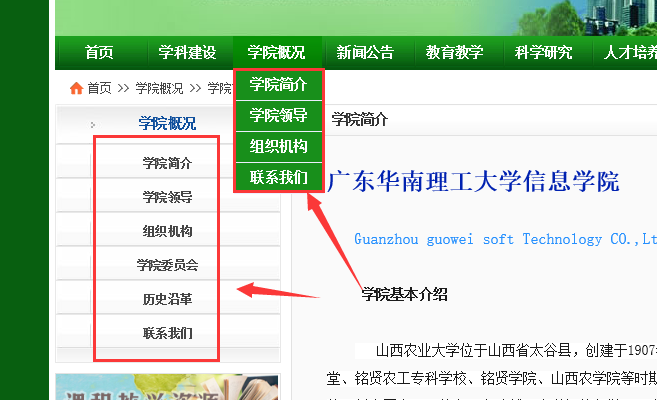 首页 学科建设 学院概况 新闻公告 教育教学 科学研究 人才培养
首页 >> 学院概况 >> 学院
学院简介
学院领导
组织机构
联系我们
学院概况
学院简介
学院领导
组织机构
学院委员会
历史沿革
联系我们
学院简介
广东华南理工大学信息学院
Guanzhou guowei soft Technology CO.,Lt
学院基本介绍
山西农业大学位于山西省太谷县，创建于1907
堂、铭贤农工专科学校、铭贤学院、山西农学院等时期
课程教学资源